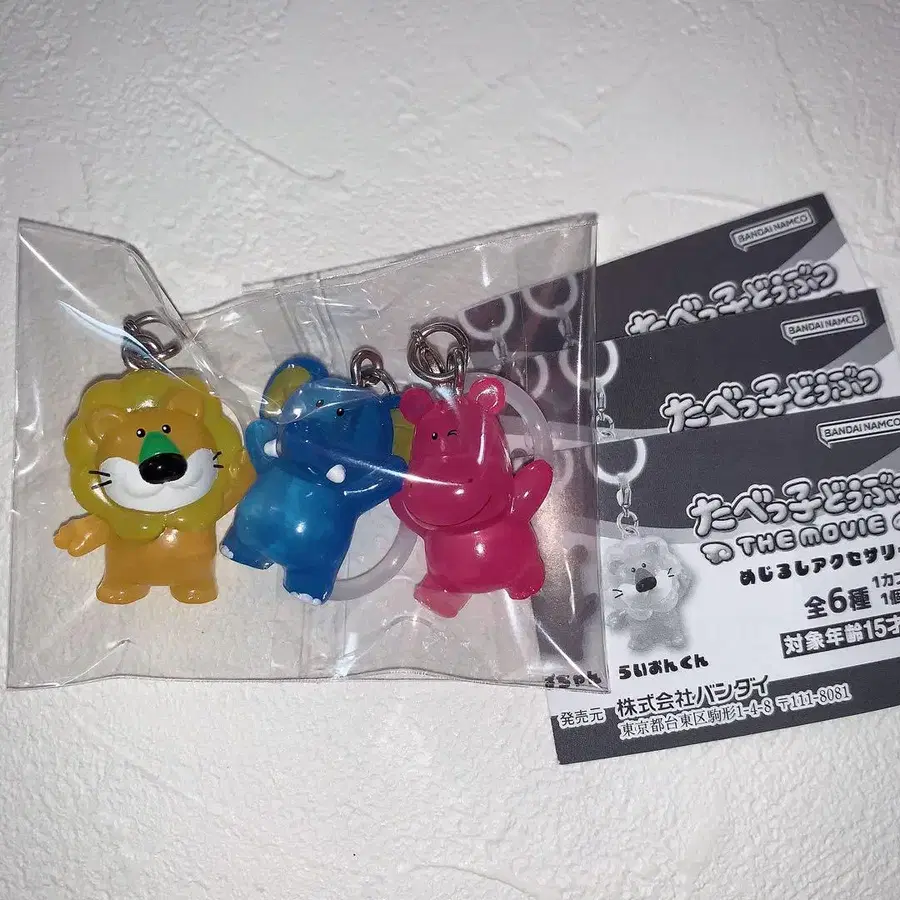 BANDAI NAMCO
たべっ子どうぶつ
BANDAI NAMCO
たべっ子どうぶつ
BANDAI NAMCO
たべっ子どうぶ
THE MOVIE
めじるしアクセサリー
全6種
1カプ
1個
対象年齢15才
らいおんくん
ちゃん
発売元 株式会社バンダイ
東京都台東区駒形1-4-8 〒111-8081